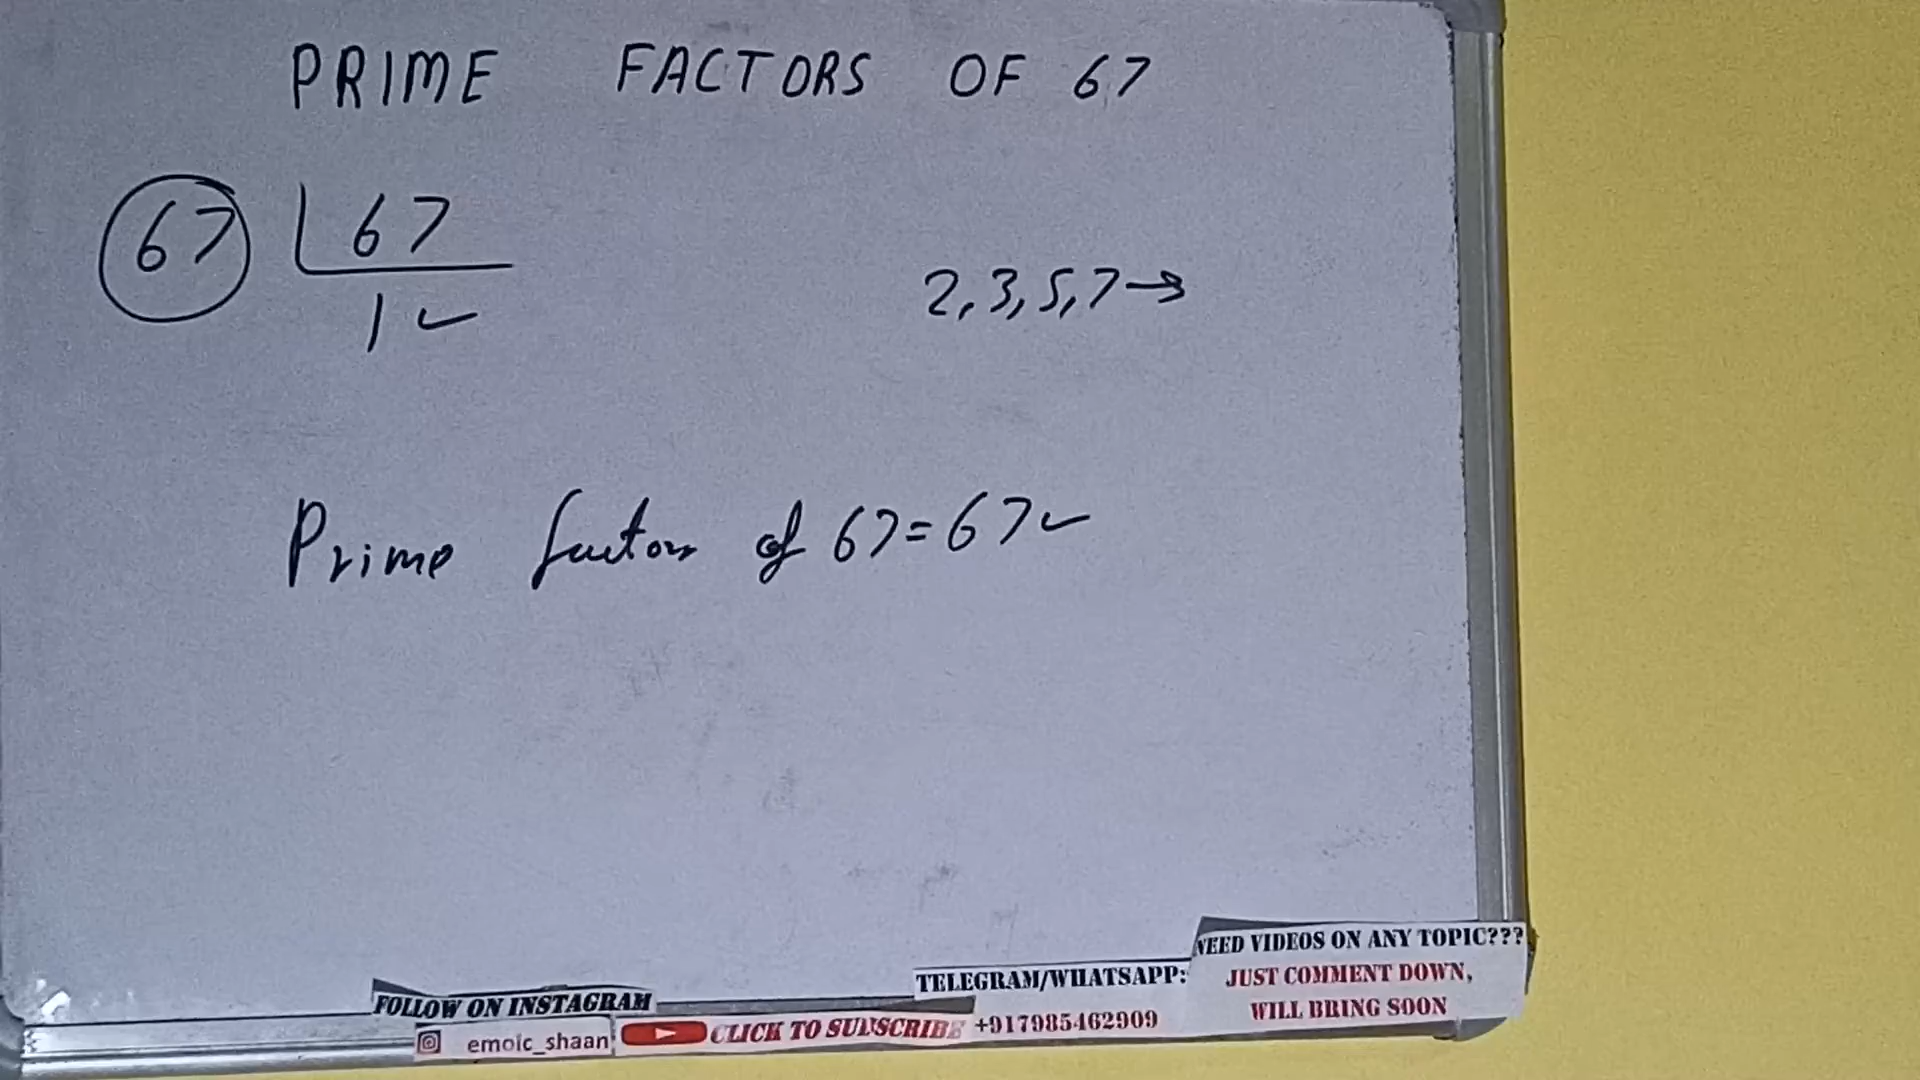 PRIME FACTORS OF 67
67 67
1
2, 3, 5, 7 →
Prime factors of 67 = 67
NEED VIDEOS ON ANY TOPIC???
JUST COMMENT DOWN,
WILL BRING SOON
TELEGRAM/WHATSAPP:
+917985462909
FOLLOW ON INSTAGRAM
emoic_shaan
CLICK TO SUBSCRIBE